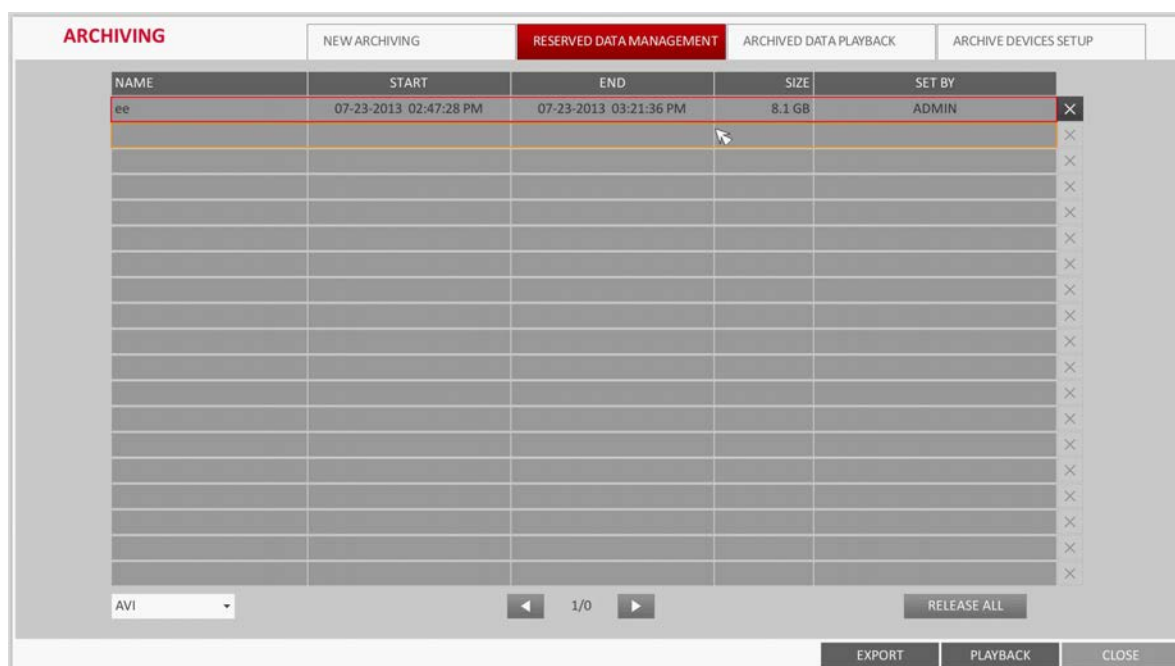 ARCHIVING
NEW ARCHIVING RESERVED DATA MANAGEMENT ARCHIVED DATA PLAYBACK ARCHIVE DEVICES SETUP
NAME START END SIZE SET BY
ee 07-23-2013 02:47:28 PM 07-23-2013 03:21:36 PM 8.1 GB ADMIN
AVI 1/0 RELEASE ALL
EXPORT PLAYBACK CLOSE